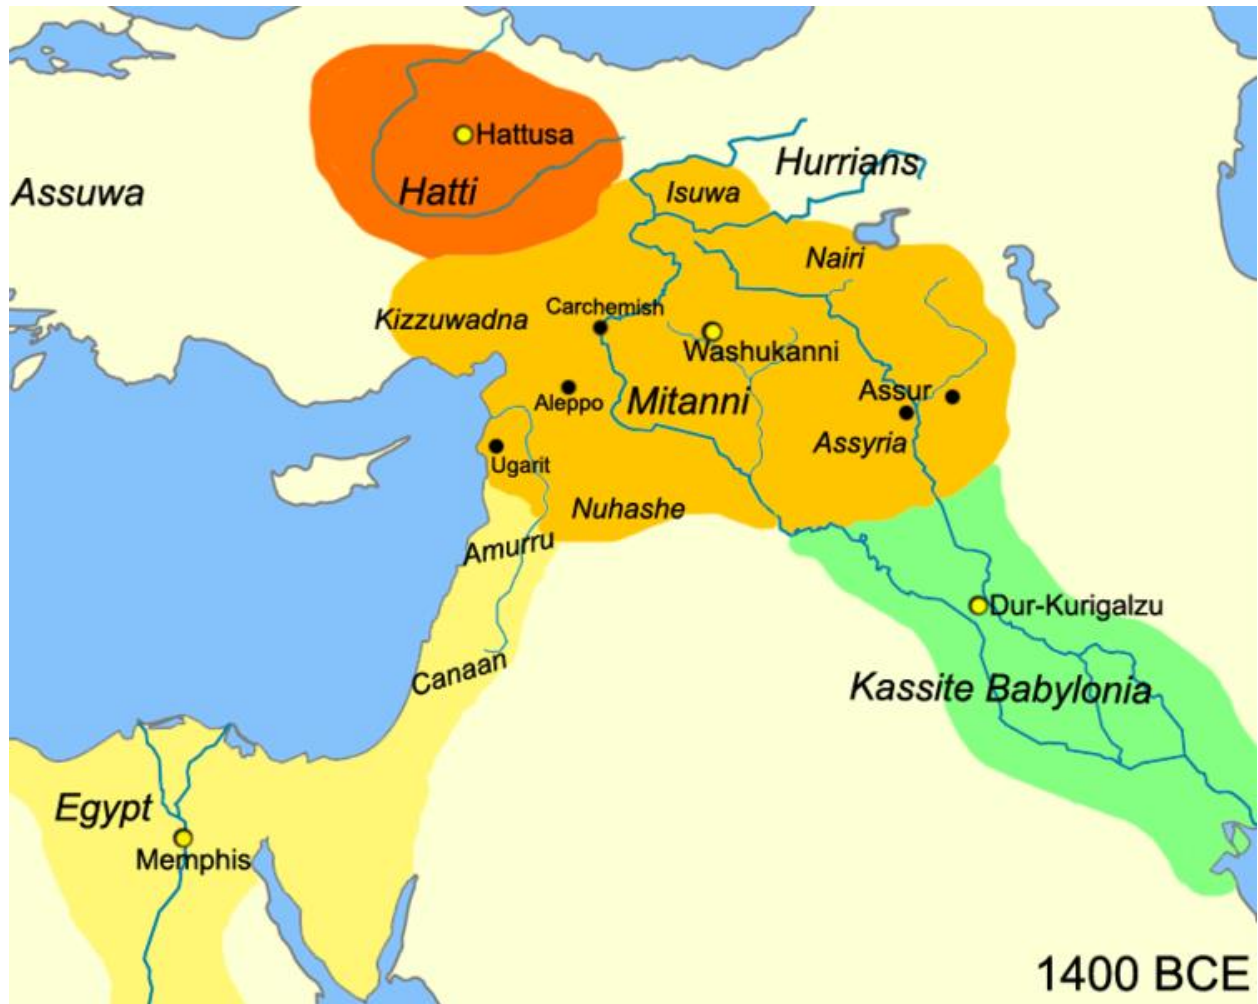 Hattusa
Hurrians
Assuwa
Hatti
Isuwa
Nairi
Carchemish
Kizzuwadna
Washukanni
Aleppo
Mitanni
Assur
Assyria
Ugarit
Nuhashe
Amurru
Dur-Kurigalzu
Canaan
Kassite Babylonia
Egypt
Memphis
1400 BCE